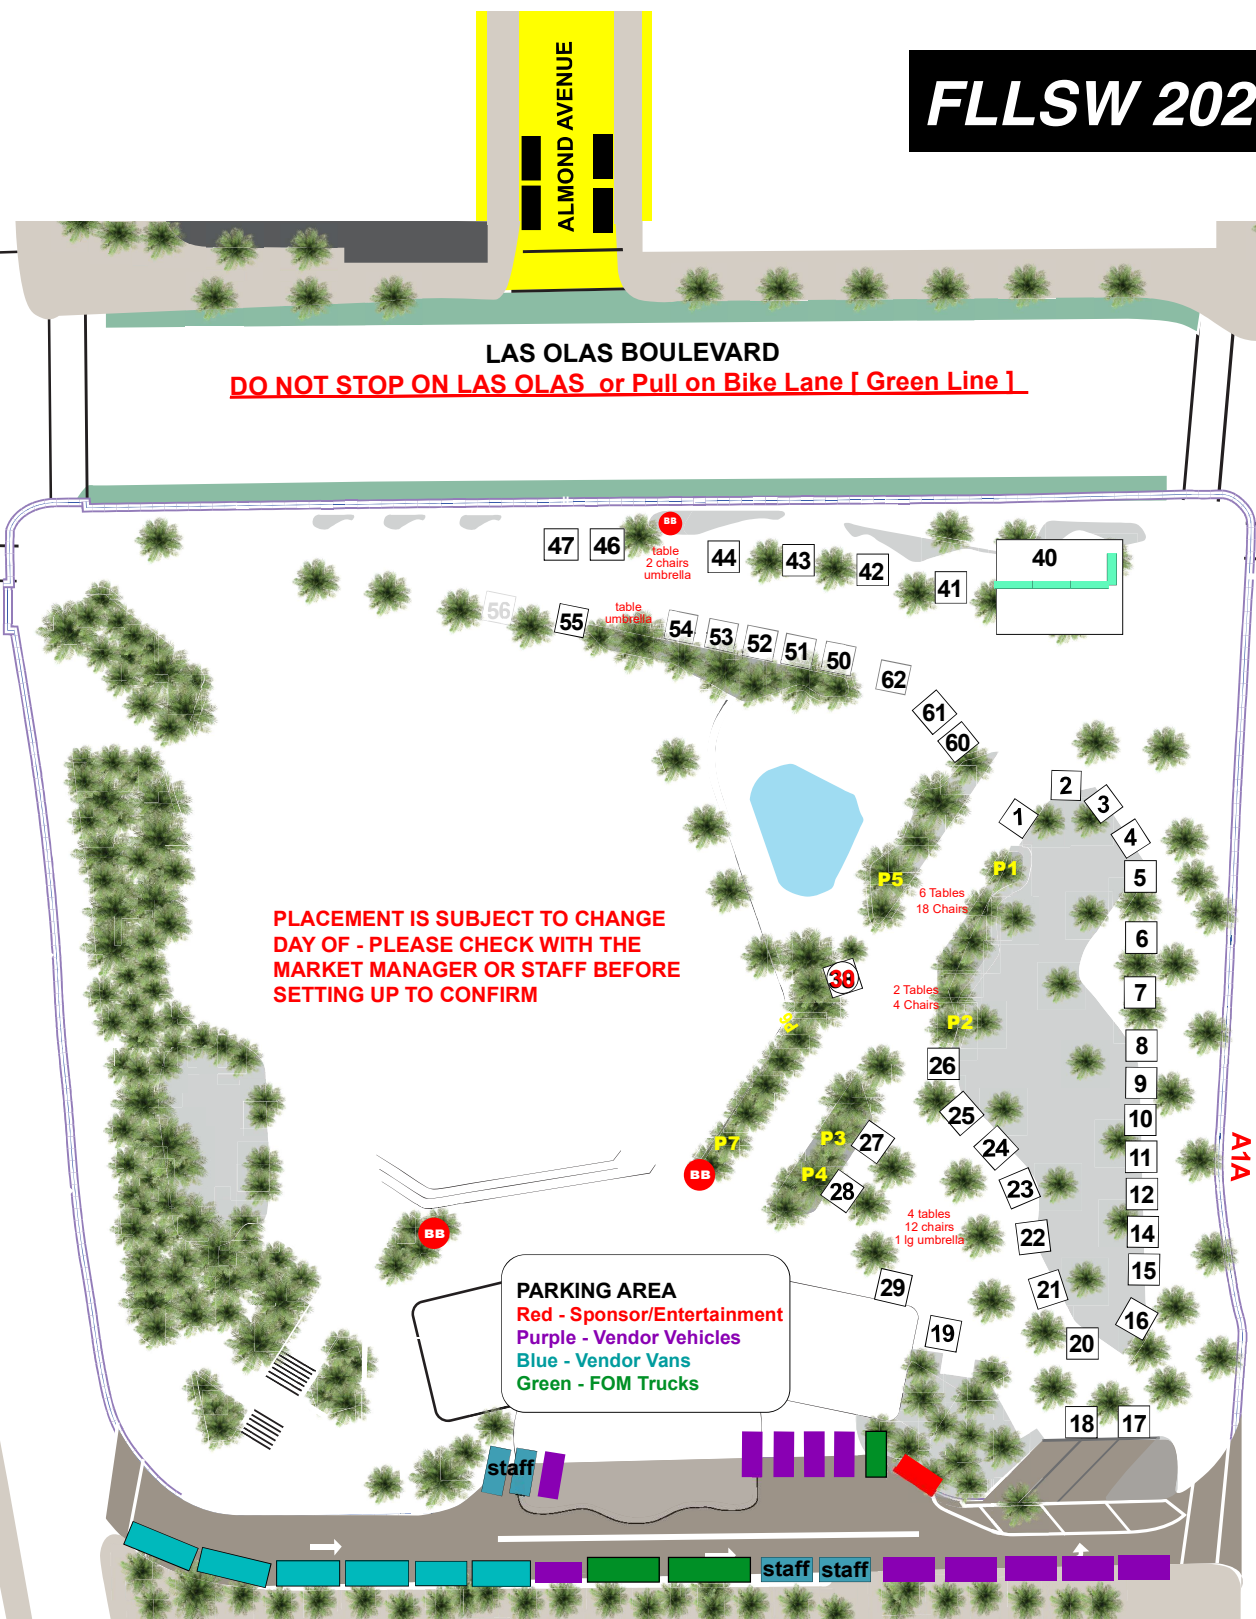 ALMOND AVENUE
FLLSW 202
LAS OLAS BOULEVARD
DO NOT STOP ON LAS OLAS or Pull on Bike Lane [ Green Line ]
BB
47
46
table
2 chairs
umbrella
44
43
42
41
40
56
55
table
umbrella
54
53
52
51
50
62
61
60
1
2
3
4
5
6
7
8
9
10
11
12
14
15
16
P5
P1
6 Tables
18 Chairs
PLACEMENT IS SUBJECT TO CHANGE
DAY OF - PLEASE CHECK WITH THE
MARKET MANAGER OR STAFF BEFORE
SETTING UP TO CONFIRM
2 Tables
4 Chairs
P2
P6
26
25
24
23
22
21
20
P7
BB
P3
P4
27
28
A1A
BB
4 tables
12 chairs
1 lg umbrella
29
19
18
17
PARKING AREA
Red - Sponsor/Entertainment
Purple - Vendor Vehicles
Blue - Vendor Vans
Green - FOM Trucks
staff
staff
staff